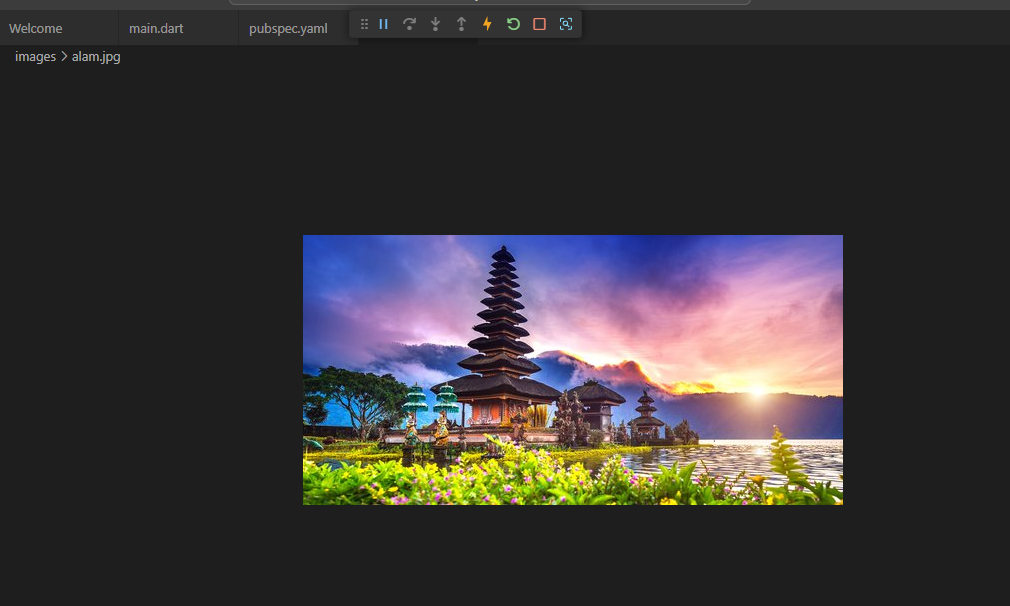 Welcome
main.dart
pubspec.yaml
images > alam.jpg